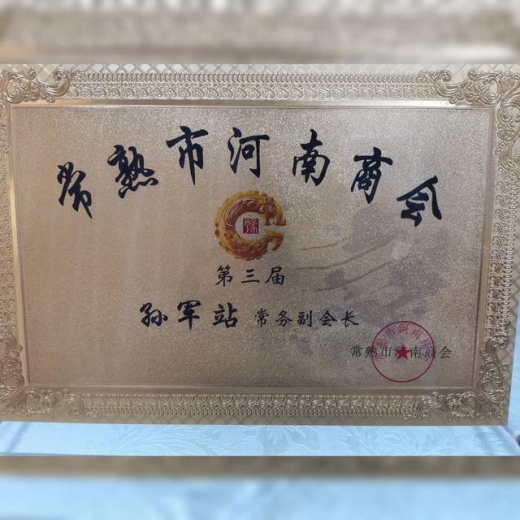 常熟市河南商会
豫
第三届
孙军站 常务副会长
常熟市河南商会